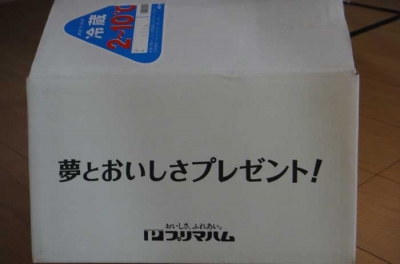 冷蔵
2~10℃
夢とおいしさプレゼント!
おいしさ、ふれあい。
プリマハム